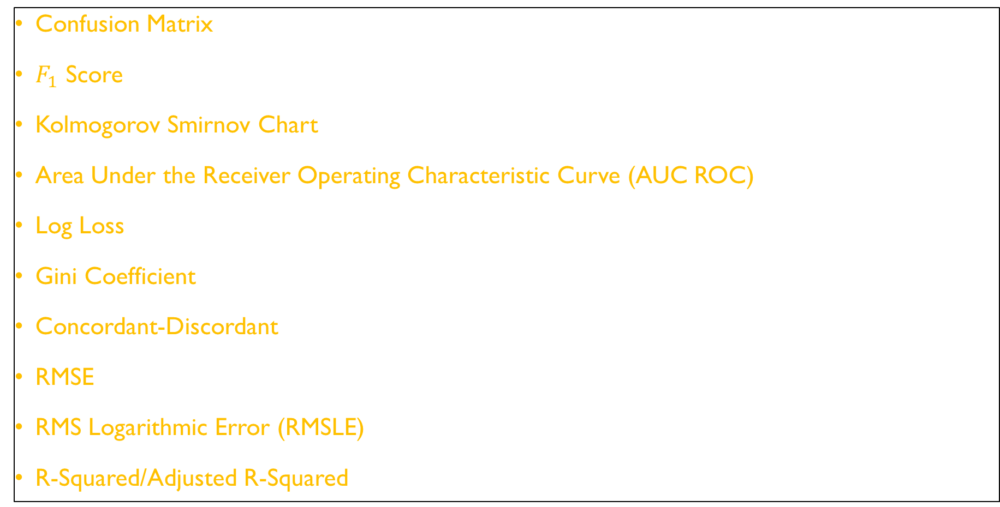 • Confusion Matrix
• F₁ Score
• Kolmogorov Smirnov Chart
• Area Under the Receiver Operating Characteristic Curve (AUC ROC)
• Log Loss
• Gini Coefficient
• Concordant-Discordant
• RMSE
• RMS Logarithmic Error (RMSLE)
• R-Squared/Adjusted R-Squared